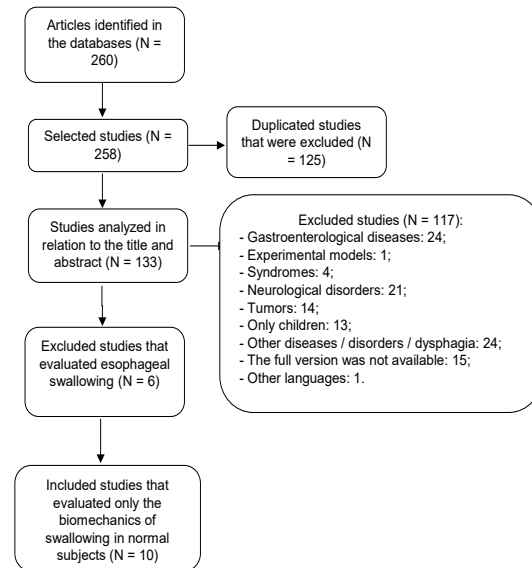 Articles identified in
the databases (N =
260)
Selected studies (N =
258)
Duplicated studies
that were excluded (N
= 125)
Studies analyzed in
relation to the title and
abstract (N = 133)
Excluded studies (N = 117):
- Gastroenterological diseases: 24;
- Experimental models: 1;
- Syndromes: 4;
- Neurological disorders: 21;
- Tumors: 14;
- Only children: 13;
- Other diseases / disorders / dysphagia: 24;
- The full version was not available: 15;
- Other languages: 1.
Excluded studies that
evaluated esophageal
swallowing (N = 6)
Included studies that
evaluated only the
biomechanics of
swallowing in normal
subjects (N = 10)